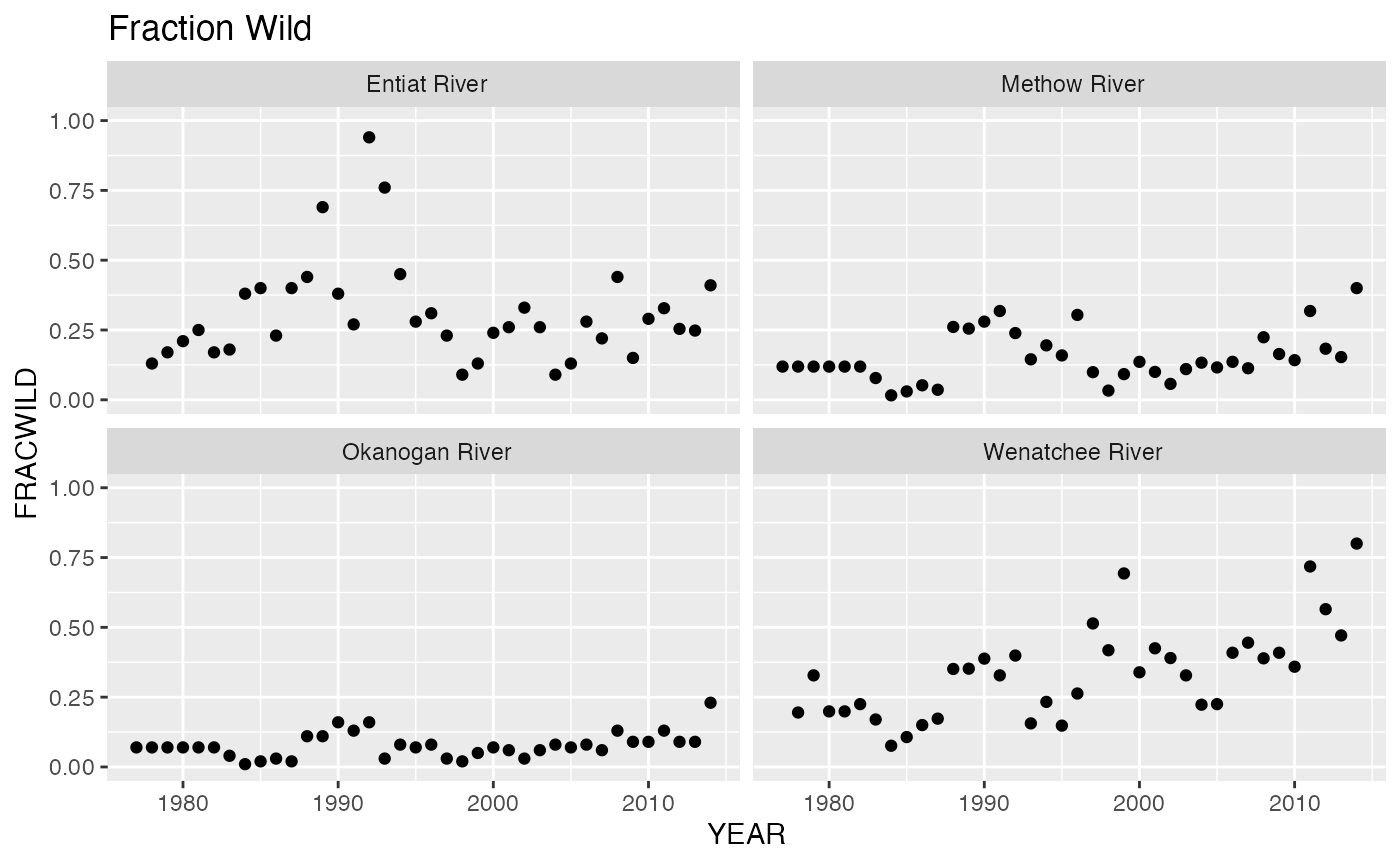 Fraction Wild
Entiat River
Methow River
1.00
0.75
0.50
0.25
0.00
Okanogan River
Wenatchee River
1.00
0.75
0.50
0.25
0.00
FRACWILD
1980
1990
2000
2010
1980
1990
2000
2010
YEAR